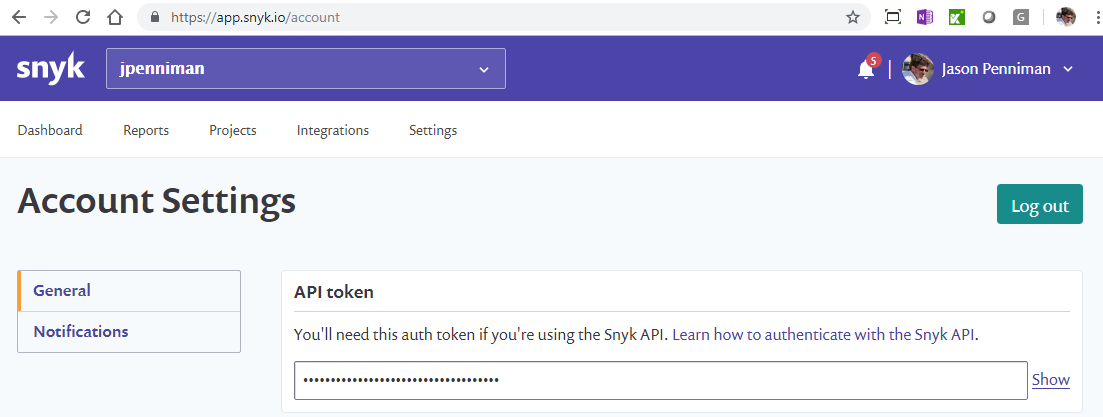 https://app.snyk.io/account
snyk
jpenniman
5
Jason Penniman
Dashboard
Reports
Projects
Integrations
Settings
Account Settings
Log out
General
Notifications
API token
You'll need this auth token if you're using the Snyk API. Learn how to authenticate with the Snyk API.
•••••••••••••••••••••••••••••••••••• Show